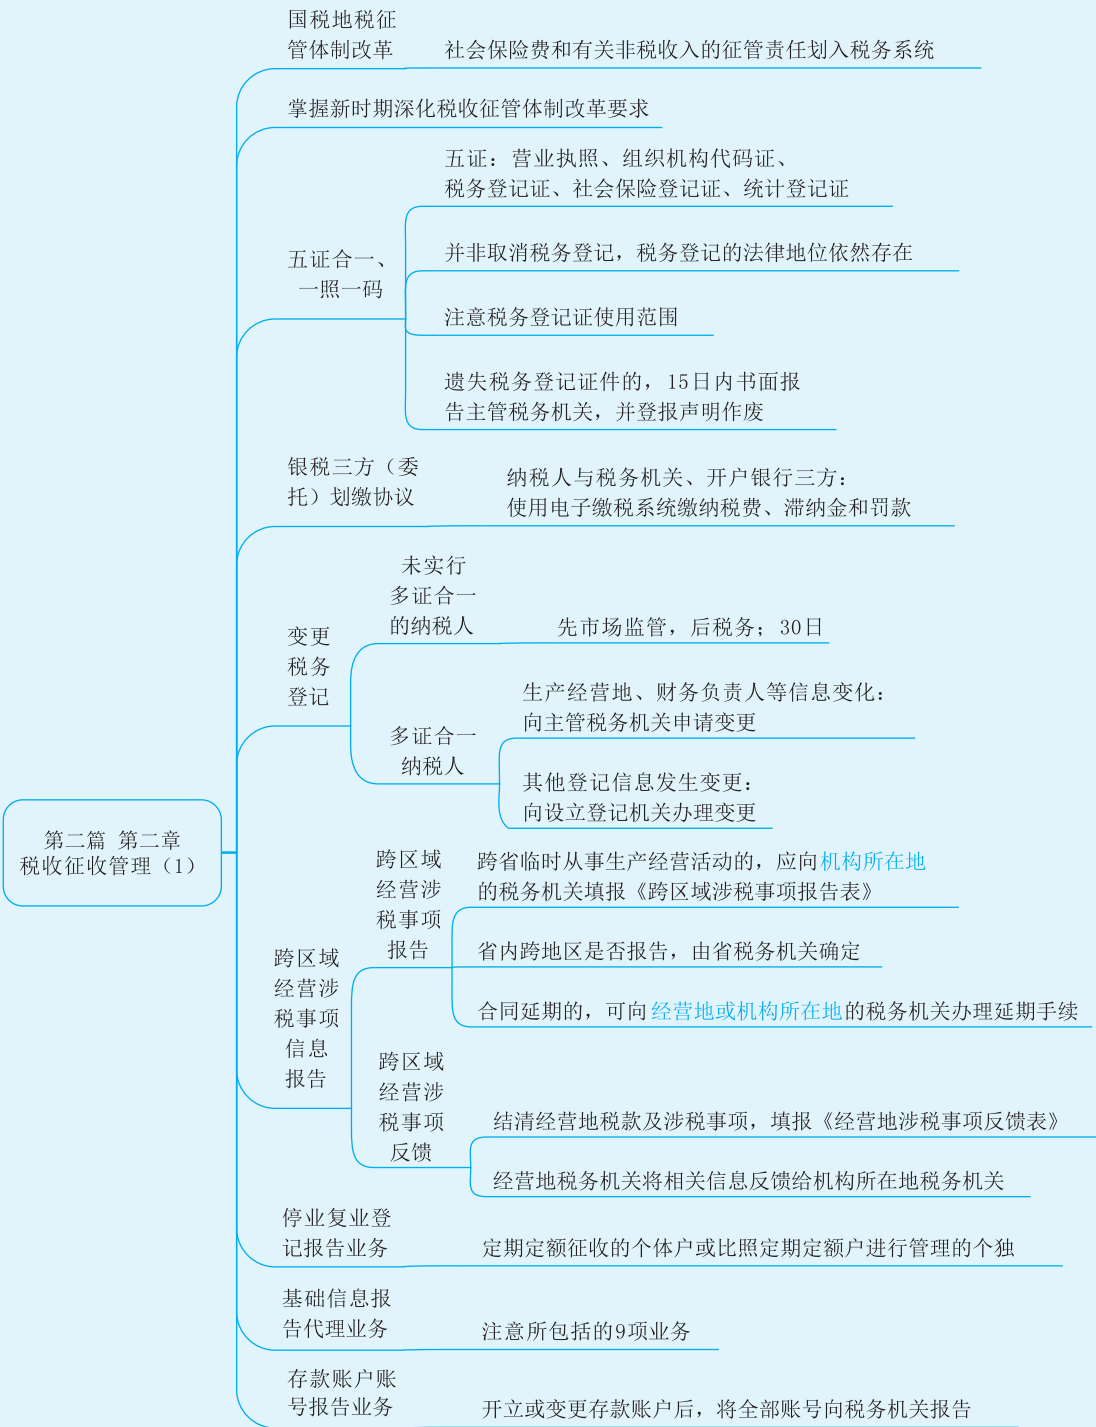 第二篇 第二章
税收征收管理（1）
国税地税征
管体制改革
社会保险费和有关非税收入的征管责任划入税务系统
掌握新时期深化税收征管体制改革要求
五证合一、
一照一码
五证：营业执照、组织机构代码证、
税务登记证、社会保险登记证、统计登记证
并非取消税务登记，税务登记的法律地位依然存在
注意税务登记证使用范围
遗失税务登记证件的，15日内书面报
告主管税务机关，并登报声明作废
银税三方（委
托）划缴协议
纳税人与税务机关、开户银行三方：
使用电子缴税系统缴纳税费、滞纳金和罚款
变更
税务
登记
未实行
多证合一
的纳税人
先市场监管，后税务；30日
多证合一
纳税人
生产经营地、财务负责人等信息变化：
向主管税务机关申请变更
其他登记信息发生变更：
向设立登记机关办理变更
跨区域
经营涉
税事项
信息
报告
跨区域
经营涉
税事项
报告
跨省临时从事生产经营活动的，应向机构所在地
的税务机关填报《跨区域涉税事项报告表》
省内跨地区是否报告，由省税务机关确定
合同延期的，可向经营地或机构所在地的税务机关办理延期手续
跨区域
经营涉
税事项
反馈
结清经营地税款及涉税事项，填报《经营地涉税事项反馈表》
经营地税务机关将相关信息反馈给机构所在地税务机关
停业复业登
记报告业务
定期定额征收的个体户或比照定期定额户进行管理的个独
基础信息报
告代理业务
注意所包括的9项业务
存款账户账
号报告业务
开立或变更存款账户后，将全部账号向税务机关报告